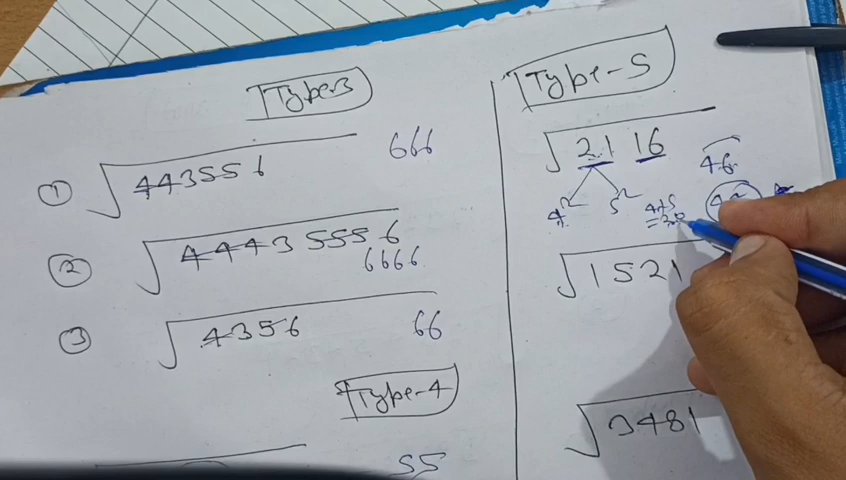 Type-3
① √443556 666
② √44435556 6666
③ √4356 66
Type-4
55
Type-5
√2116 46
4² 5² 4×5
=20
√1521
√3481